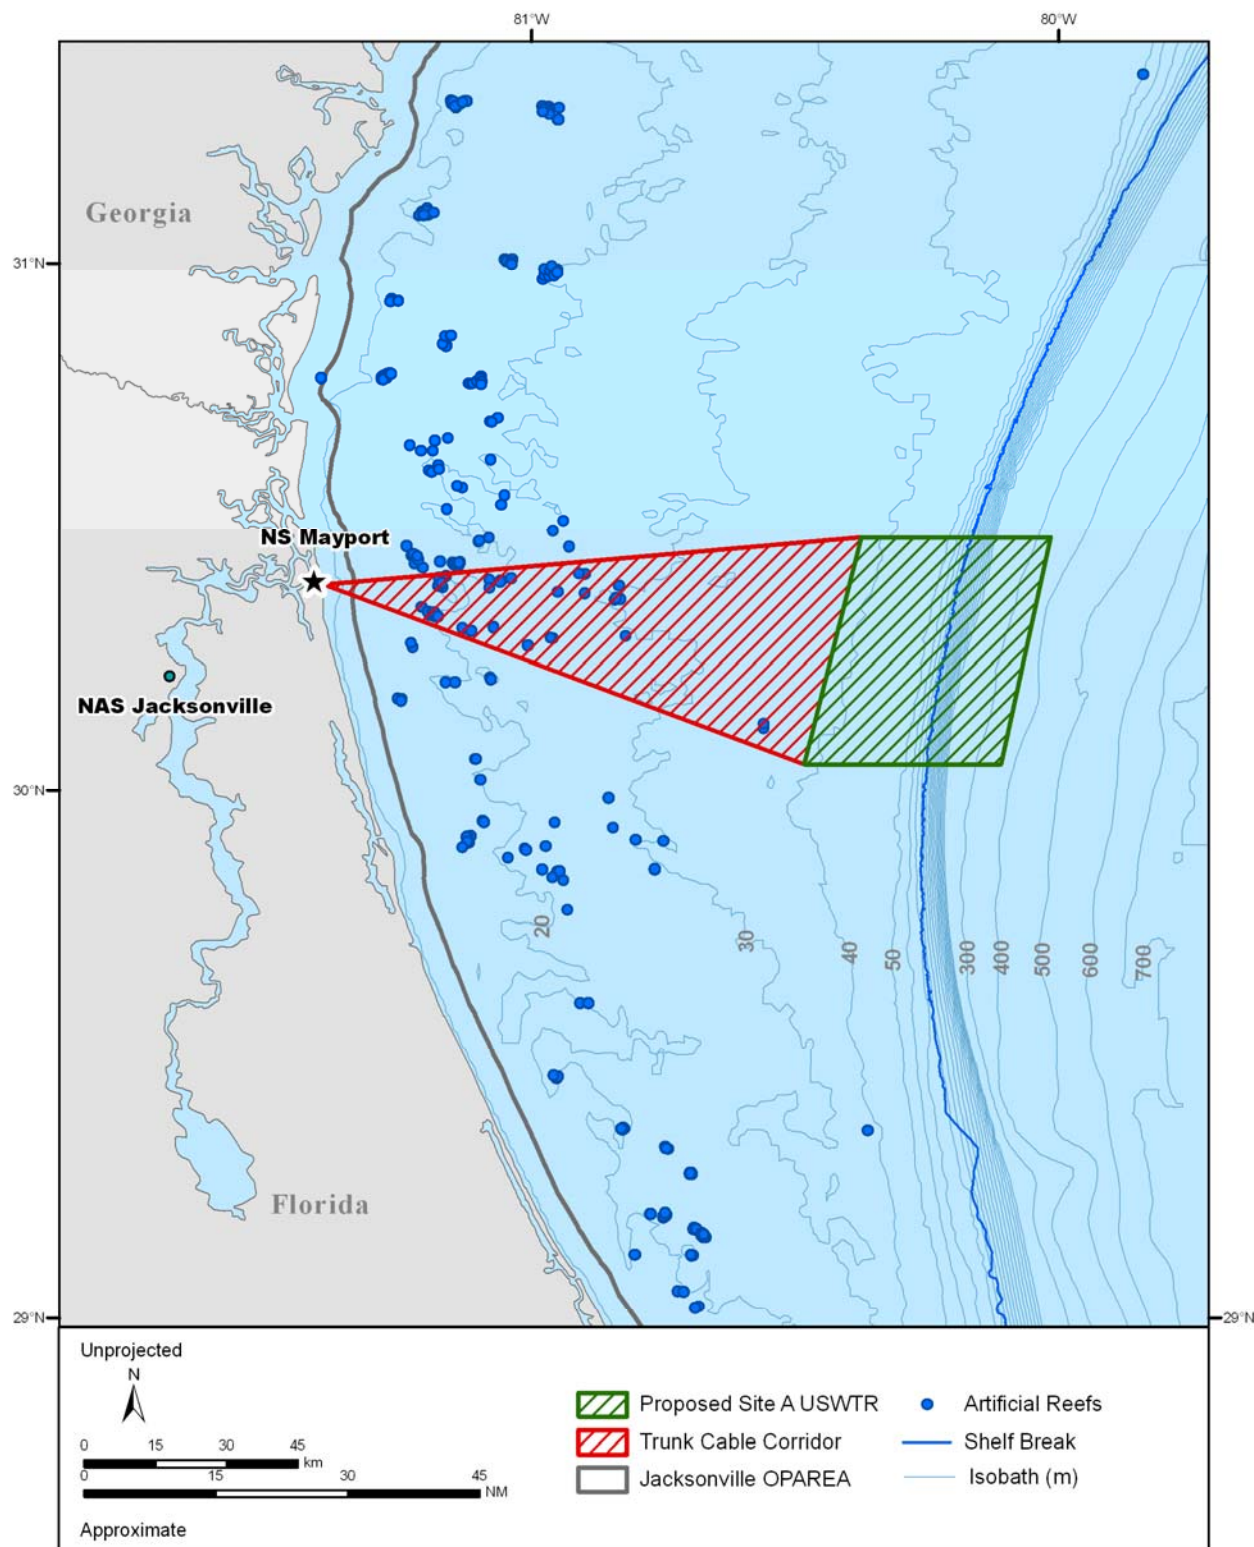 81°W
80°W
Georgia
31°N
NS Mayport
NAS Jacksonville
30°N
20
30
40
50
300
400
500
600
700
Florida
29°N
29°N
Unprojected
N
0 15 30 45
km
0 15 30 45
NM
Approximate
Proposed Site A USWTR
Trunk Cable Corridor
Jacksonville OPAREA
Artificial Reefs
Shelf Break
Isobath (m)